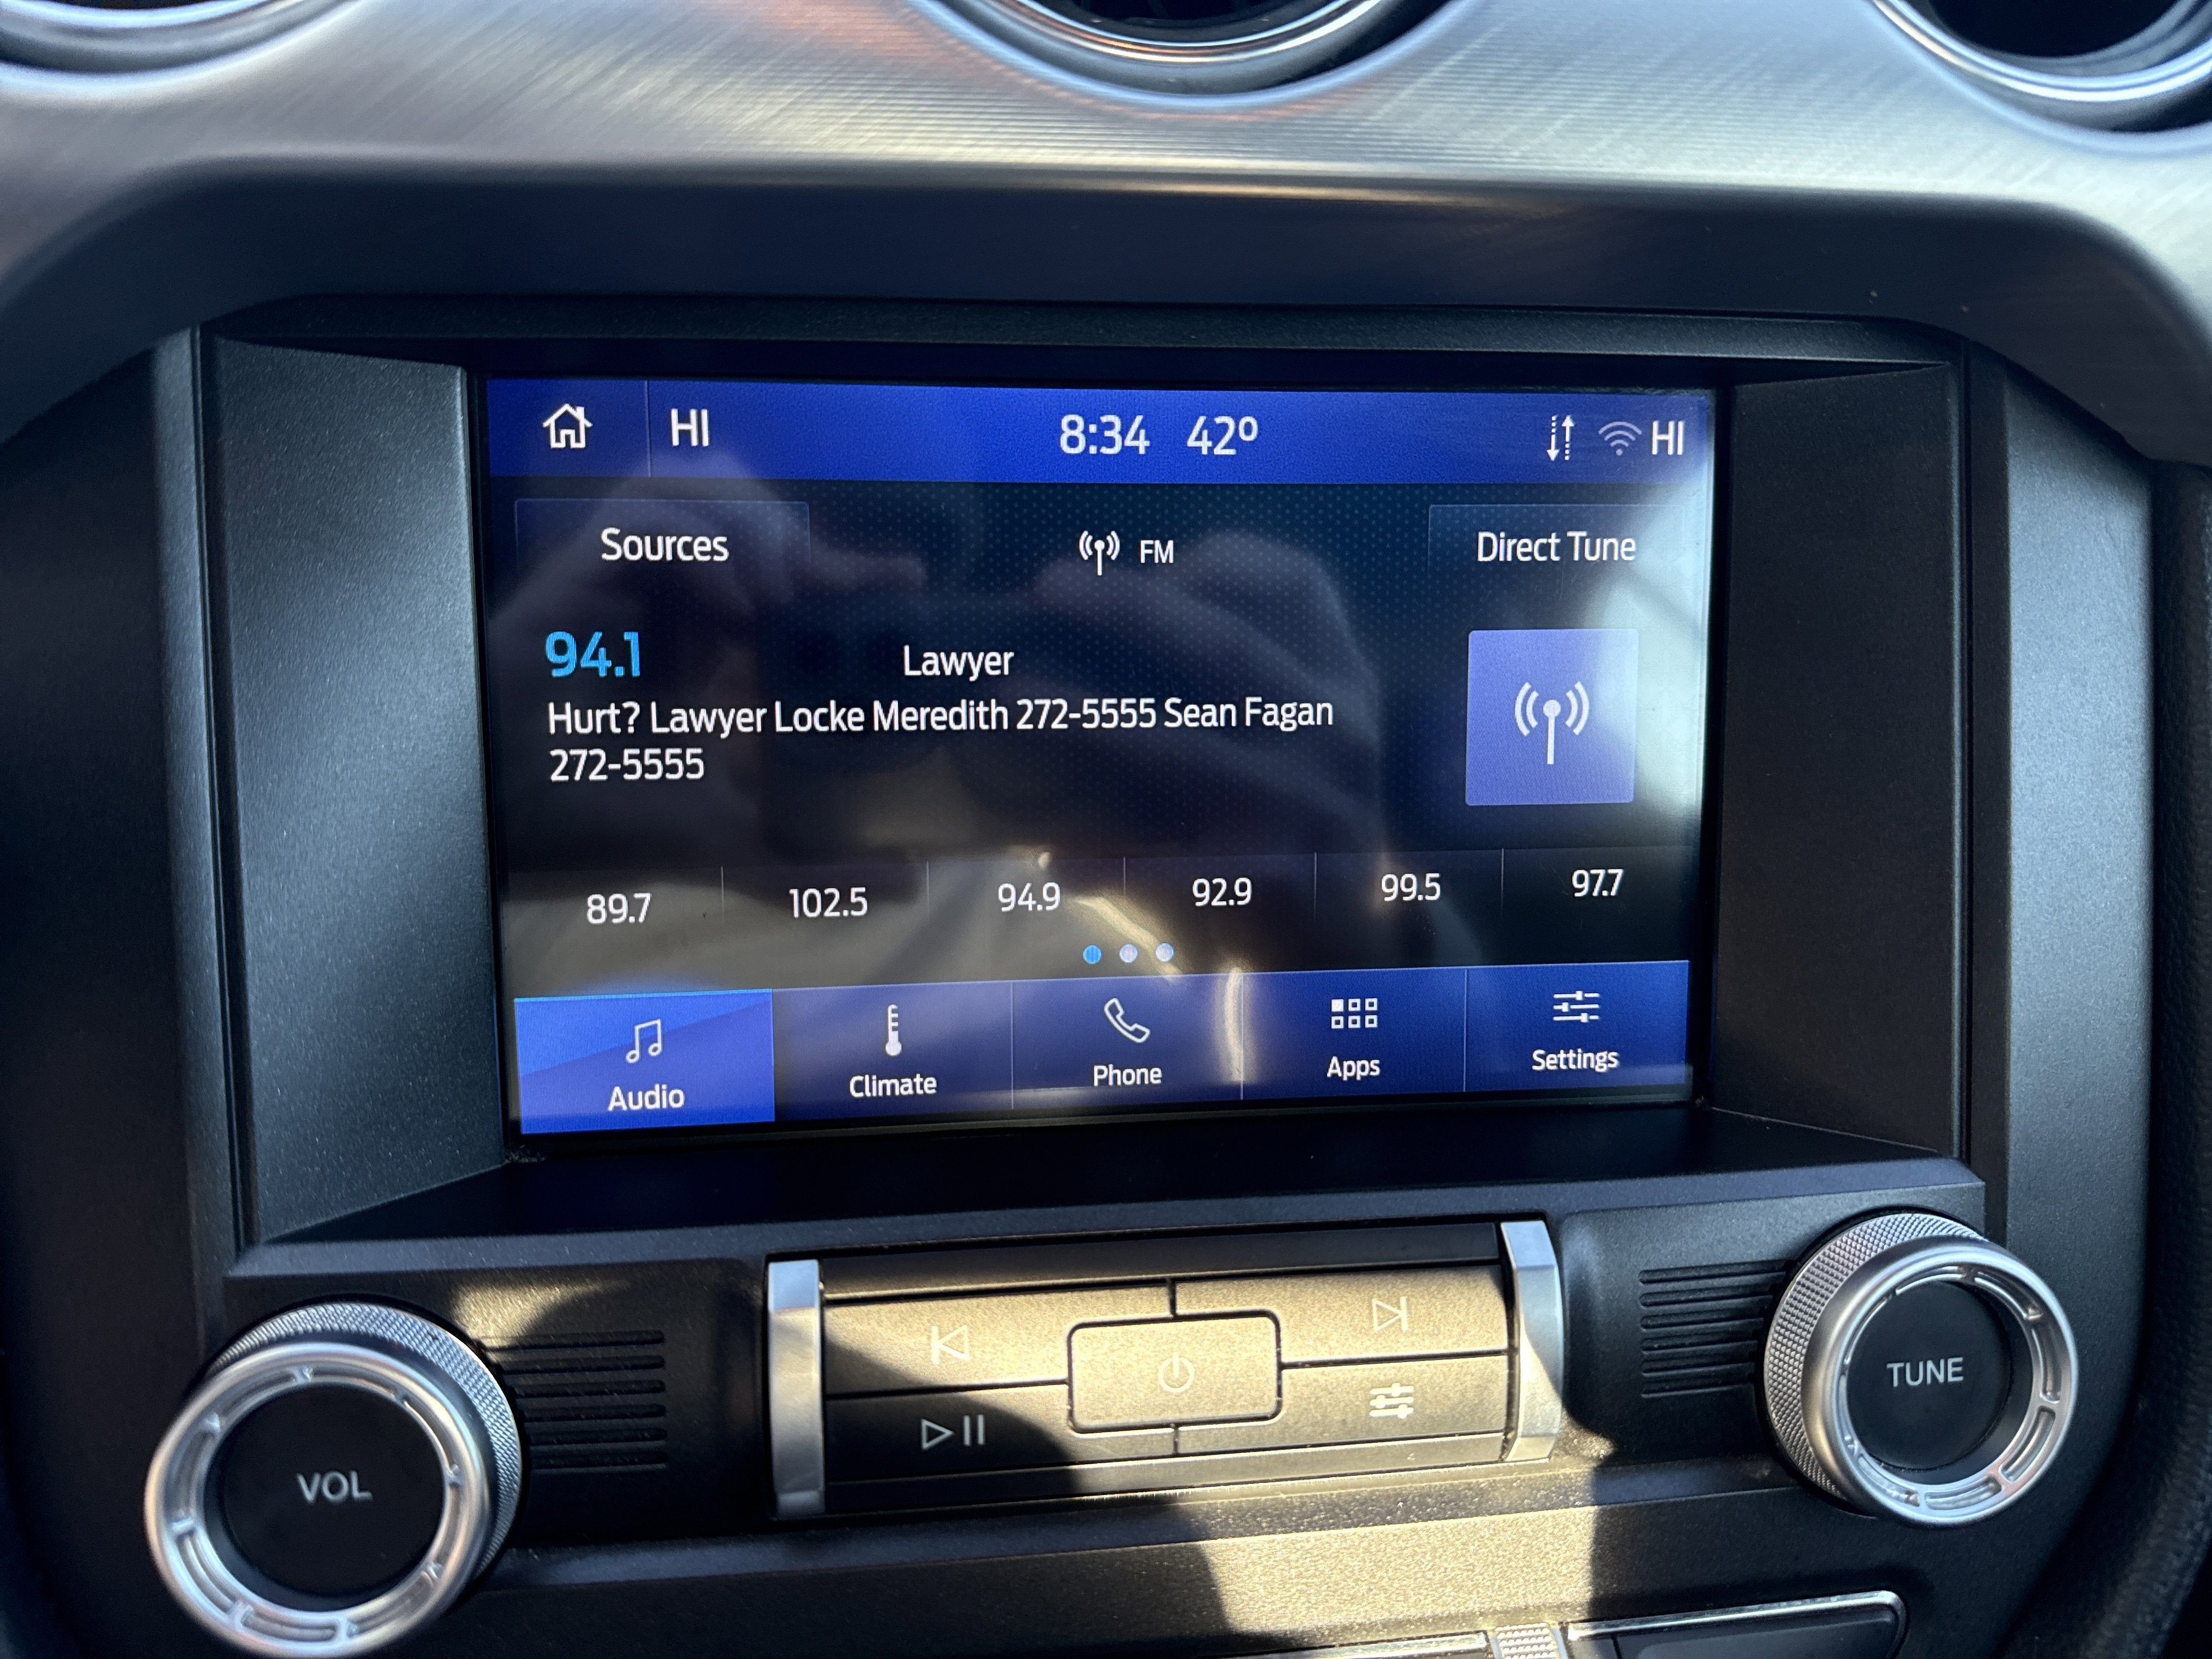 HI 8:34 42º HI
Sources FM Direct Tune
94.1 Lawyer
Hurt? Lawyer Locke Meredith 272-5555 Sean Fagan
272-5555
89.7 102.5 94.9 92.9 99.5 97.7
Audio Climate Phone Apps Settings
VOL TUNE